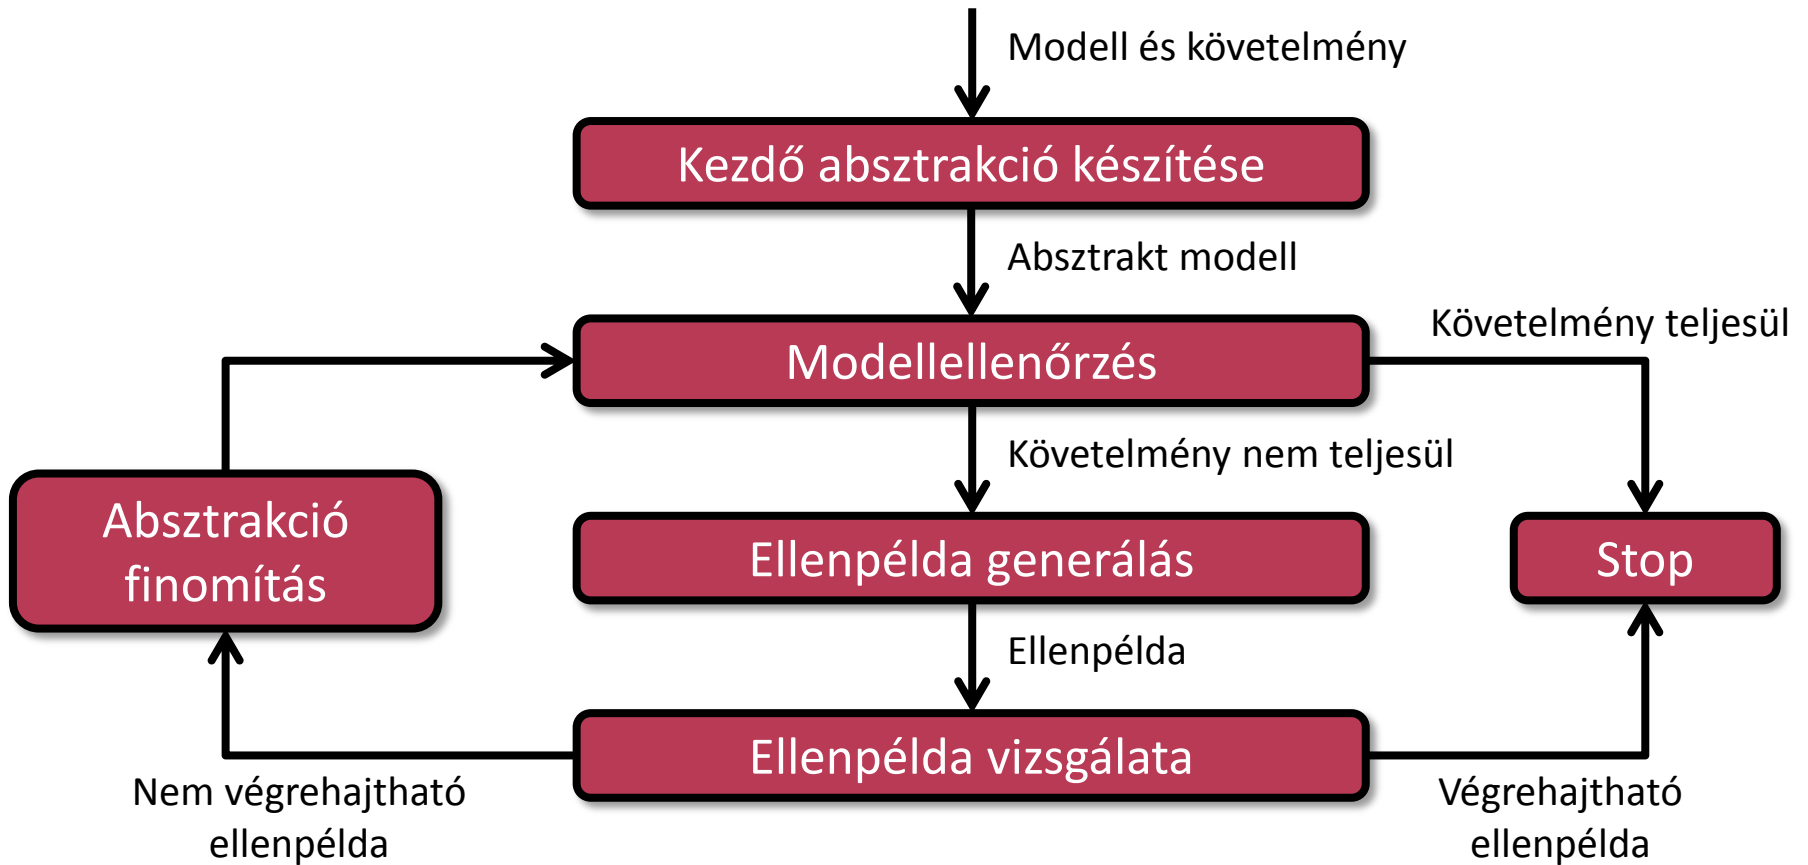 Modell és követelmény
Kezdő absztrakció készítése
Absztrakt modell
Követelmény teljesül
Modellellenőrzés
Követelmény nem teljesül
Absztrakció
finomítás
Ellenpélda generálás
Stop
Ellenpélda
Ellenpélda vizsgálata
Nem végrehajtható
ellenpélda
Végrehajtható
ellenpélda